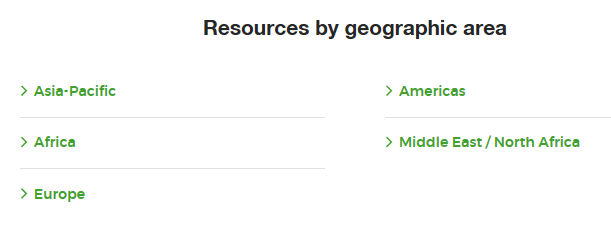 Resources by geographic area
Asia-Pacific
Americas
Africa
Middle East / North Africa
Europe